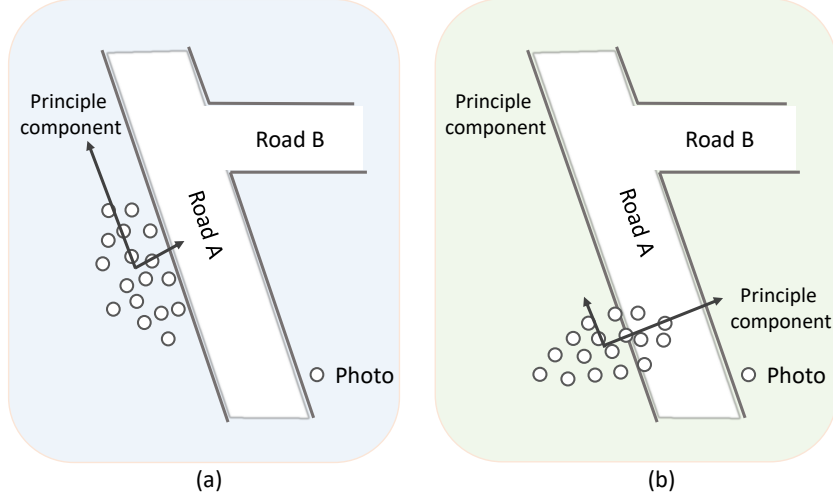 Principle
component
Road B
Road A
Photo
(a)
Principle
component
Road B
Road A
Principle
component
Photo
(b)